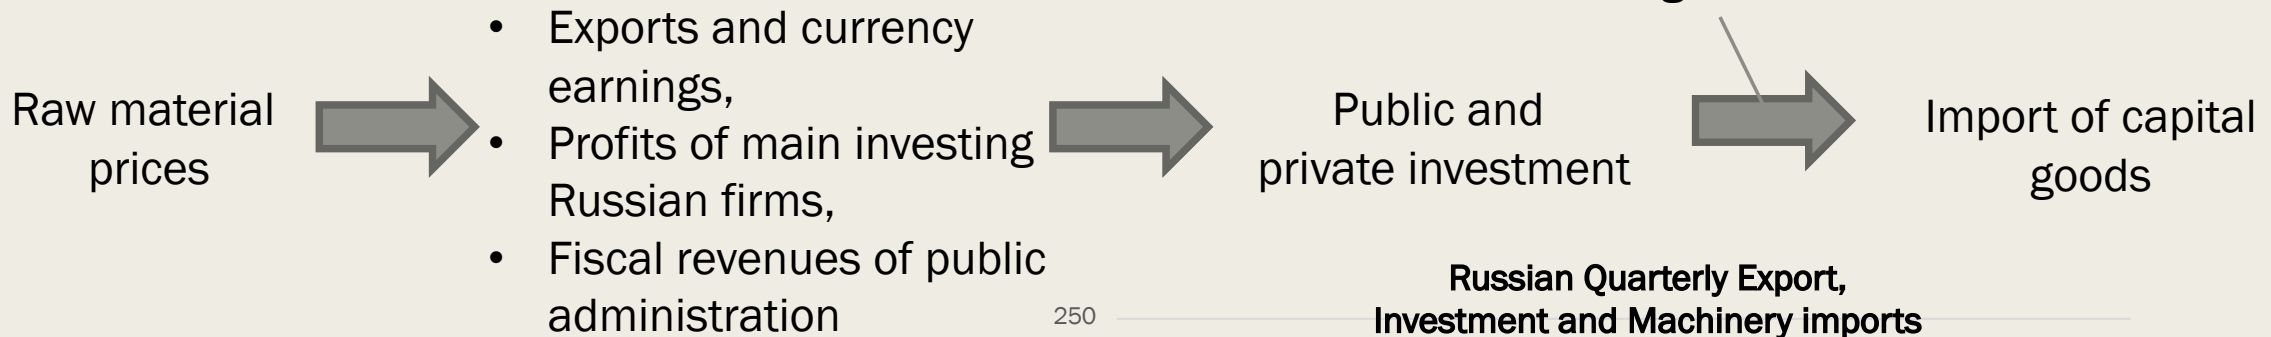 Raw material
prices
• Exports and currency
earnings,
• Profits of main investing
Russian firms,
• Fiscal revenues of public
administration
Public and
private investment
Import of capital
goods
250
Russian Quarterly Export,
Investment and Machinery imports